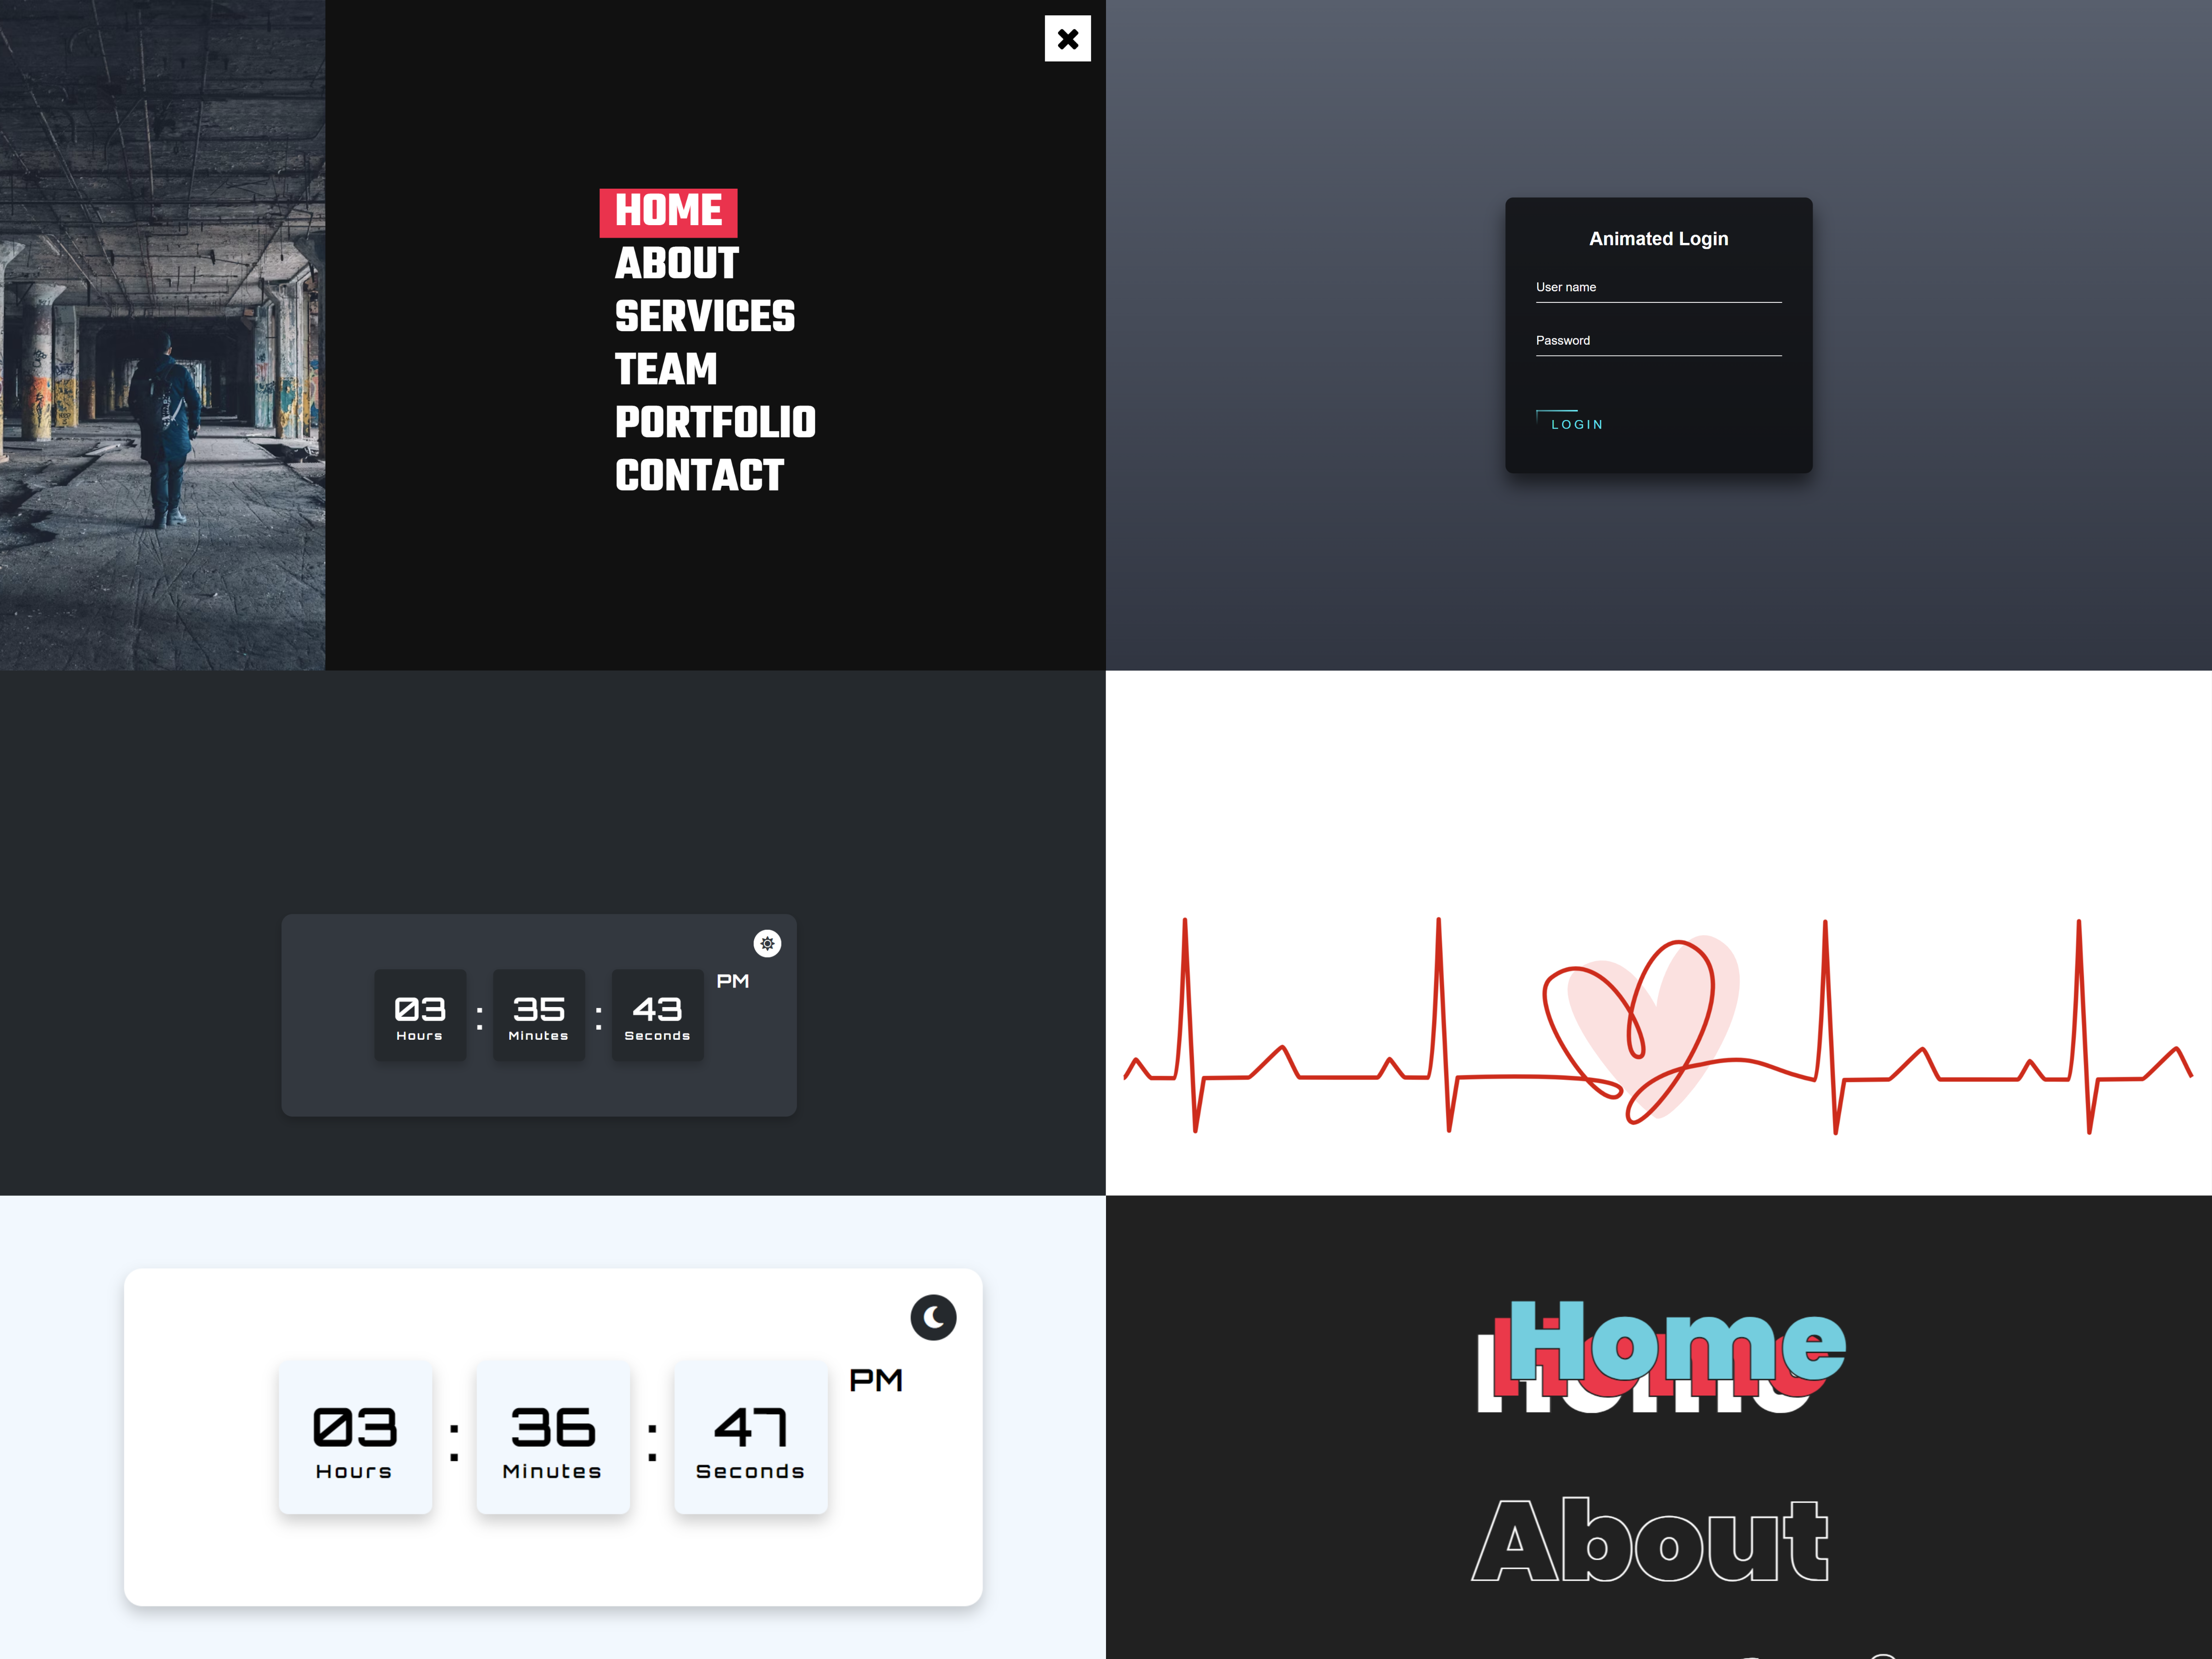 HOME
ABOUT
SERVICES
TEAM
PORTFOLIO
CONTACT
Animated Login
User name
Password
LOGIN
03 : 35 : 43 PM
Hours Minutes Seconds
03 : 36 : 47 PM
Hours Minutes Seconds
Home
About